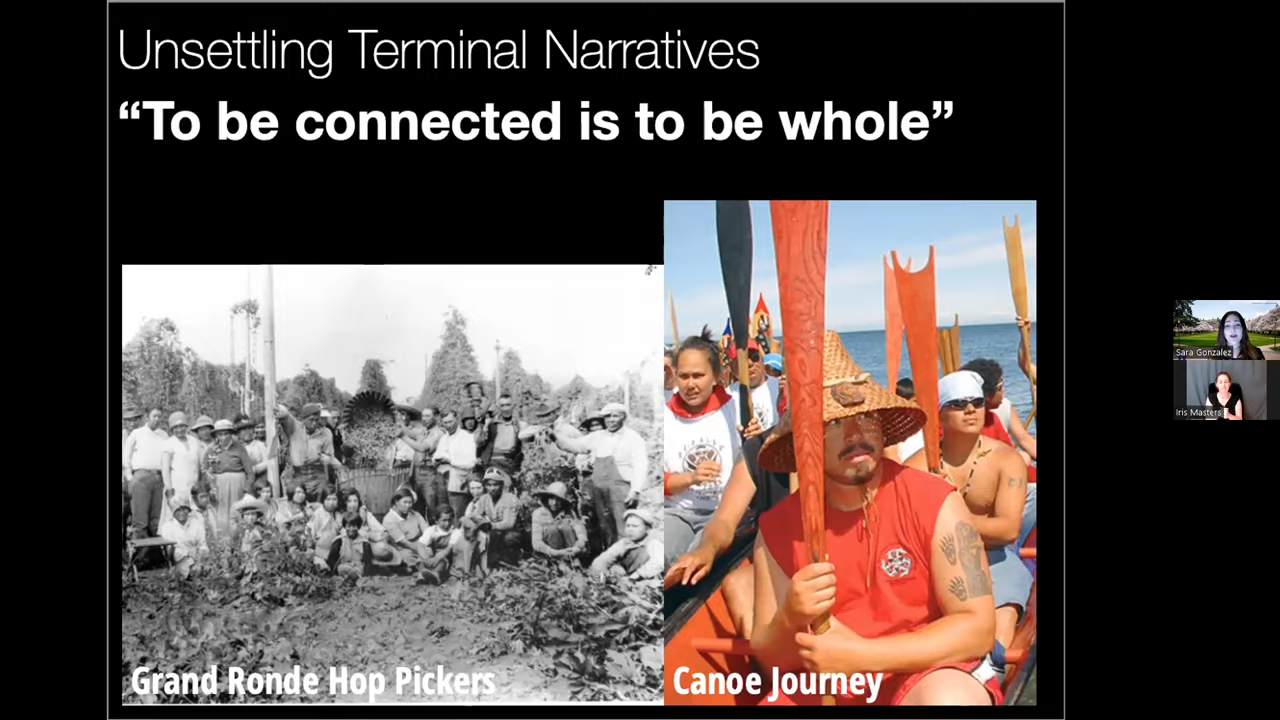 Unsettling Terminal Narratives
“To be connected is to be whole”
Grand Ronde Hop Pickers
Canoe Journey
Sara Gonzalez
Iris Masters